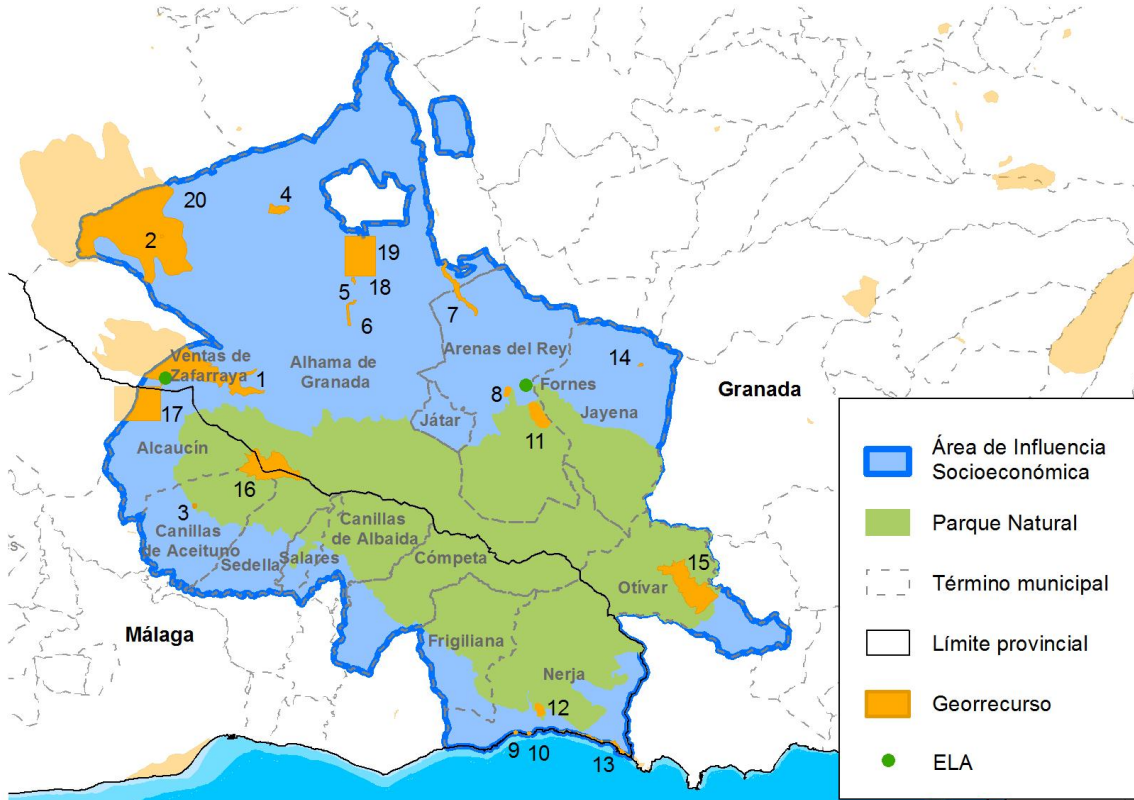 20
4
2
19
5
18
6
7
Ventas de
Zafarraya
1
Alhama de
Granada
Arenas del Rey
14
8
Fornes
Granada
17
Játar
11
Jayena
Alcaucín
16
3
Canillas
de Aceituno
Sedella
Salares
Canillas
de Albaida
Cómpeta
15
Otívar
Málaga
Frigiliana
Nerja
12
9
10
13
s
Área de Influencia
Socioeconómica
Parque Natural
Término municipal
Límite provincial
Georrecurso
ELA